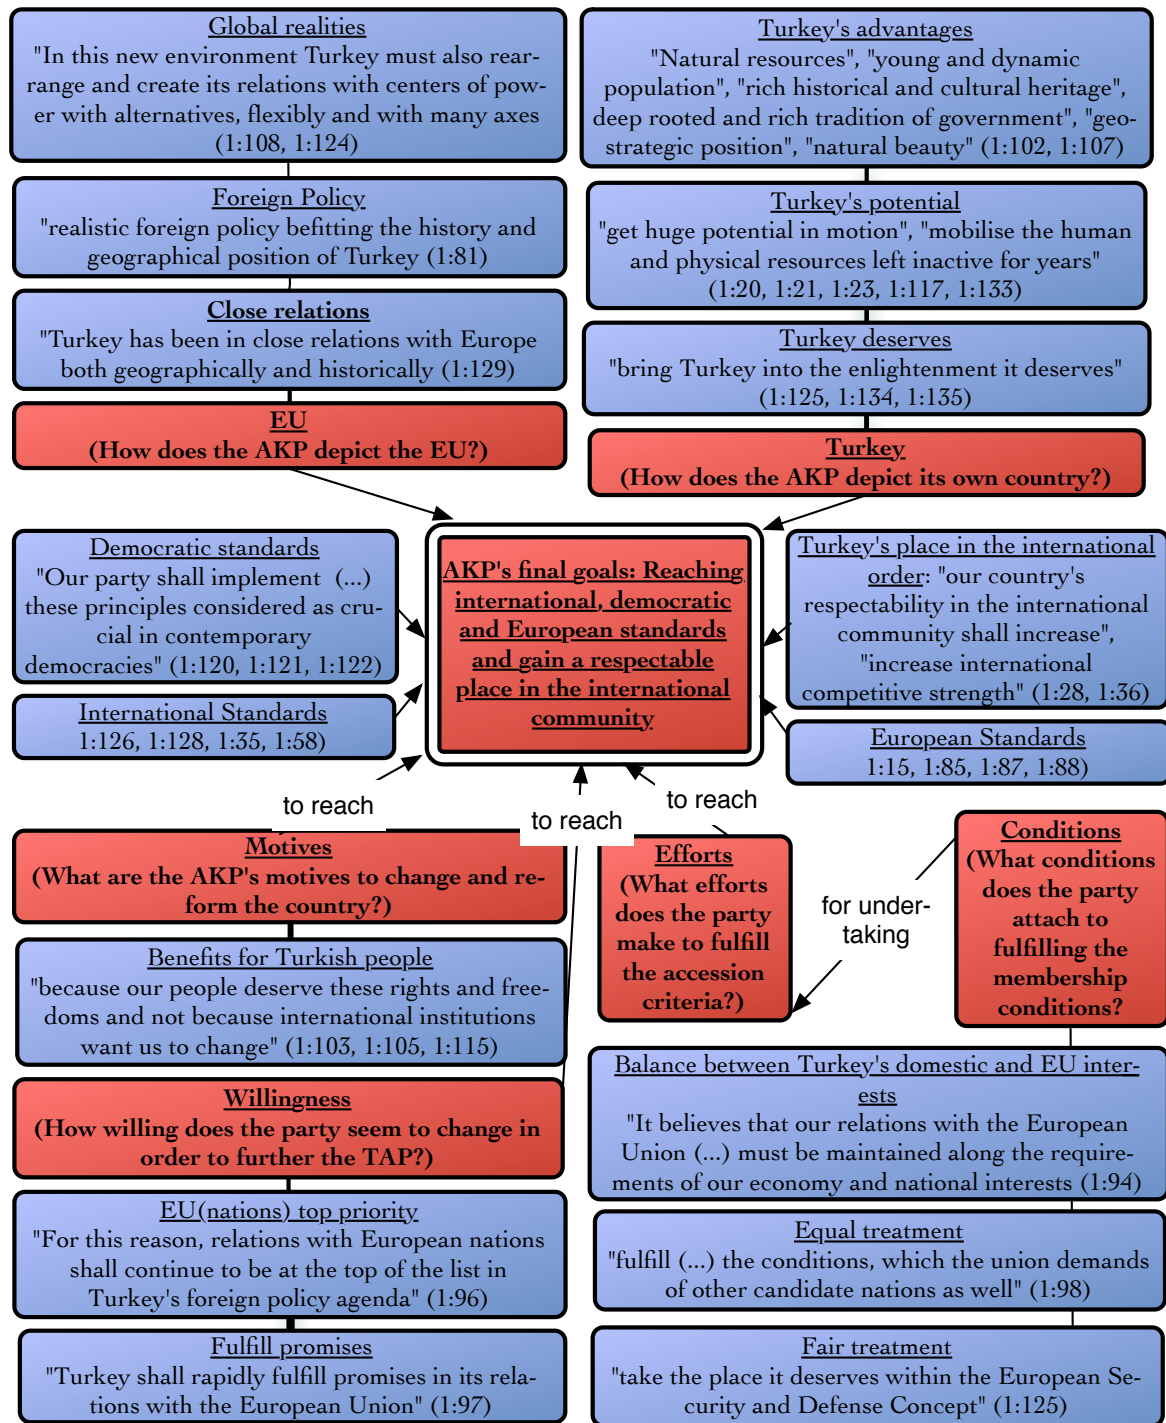 Global realities
"In this new environment Turkey must also rear-
range and create its relations with centers of pow-
er with alternatives, flexibly and with many axes
(1:108, 1:124)
Foreign Policy
"realistic foreign policy befitting the history and
geographical position of Turkey (1:81)
Close relations
"Turkey has been in close relations with Europe
both geographically and historically (1:129)
EU
(How does the AKP depict the EU?)
Turkey's advantages
"Natural resources", "young and dynamic
population", "rich historical and cultural heritage",
deep rooted and rich tradition of government", "geo-
strategic position", "natural beauty" (1:102, 1:107)
Turkey's potential
"get huge potential in motion", "mobilise the human
and physical resources left inactive for years"
(1:20, 1:21, 1:23, 1:117, 1:133)
Turkey deserves
"bring Turkey into the enlightenment it deserves"
(1:125, 1:134, 1:135)
Turkey
(How does the AKP depict its own country?)
Democratic standards
"Our party shall implement (...)
these principles considered as cru-
cial in contemporary
democracies" (1:120, 1:121, 1:122)
International Standards
1:126, 1:128, 1:35, 1:58)
AKP's final goals: Reaching
international, democratic
and European standards
and gain a respectable
place in the international
community
Turkey's place in the international
order: "our country's
respectability in the international
community shall increase",
"increase international
competitive strength" (1:28, 1:36)
European Standards
1:15, 1:85, 1:87, 1:88)
to reach
to reach
to reach
Motives
(What are the AKP's motives to change and re-
form the country?)
Benefits for Turkish people
"because our people deserve these rights and free-
doms and not because international institutions
want us to change" (1:103, 1:105, 1:115)
Willingness
(How willing does the party seem to change in
order to further the TAP?)
EU(nations) top priority
"For this reason, relations with European nations
shall continue to be at the top of the list in
Turkey's foreign policy agenda" (1:96)
Fulfill promises
"Turkey shall rapidly fulfill promises in its rela-
tions with the European Union" (1:97)
Efforts
(What efforts
does the party
make to fulfill
the accession
criteria?)
for under-
taking
Conditions
(What conditions
does the party
attach to
fulfilling the
membership
conditions?
Balance between Turkey's domestic and EU inter-
ests
"It believes that our relations with the European
Union (...) must be maintained along the require-
ments of our economy and national interests (1:94)
Equal treatment
"fulfill (...) the conditions, which the union demands
of other candidate nations as well" (1:98)
Fair treatment
"take the place it deserves within the European Se-
curity and Defense Concept" (1:125)